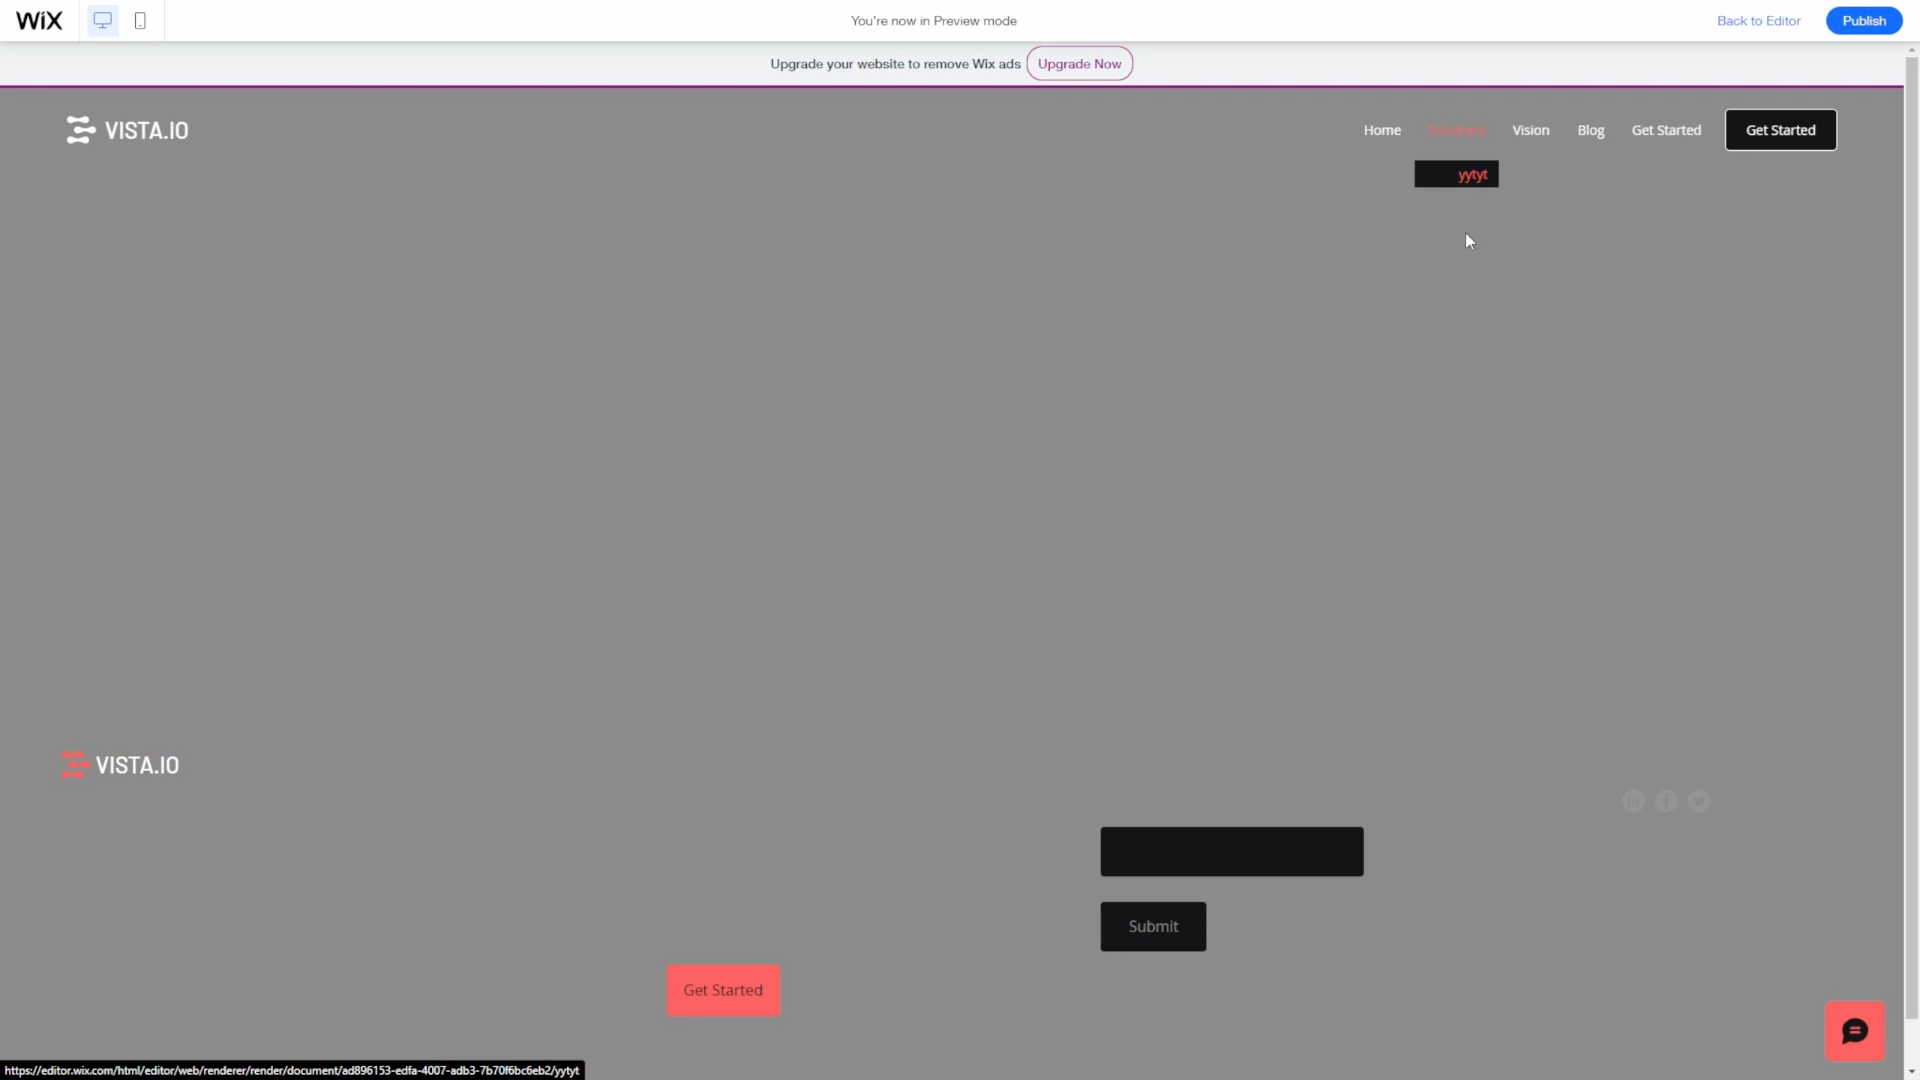 WiX
You're now in Preview mode
Back to Editor
Publish
Upgrade your website to remove Wix ads
Upgrade Now
VISTA.IO
Home
Solutions
Vision
Blog
Get Started
Get Started
yytyt
VISTA.IO
Submit
Get Started
https://editor.wix.com/html/editor/web/renderer/render/document/ad896153-edfa-4007-adb3-7b70f6bc6eb2/yytyt